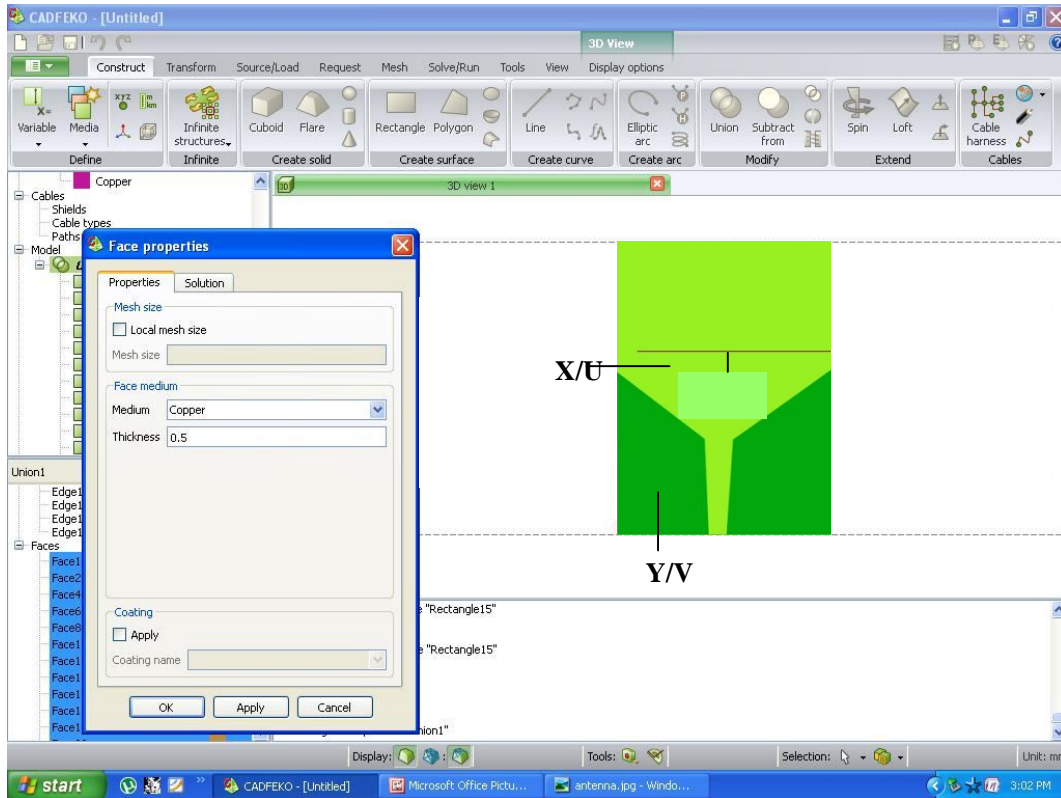 CADFEKO - [Untitled]
3D View
Construct Transform Source/Load Request Mesh Solve/Run Tools View Display options
X=
xyz
lm
km
Variable Media Infinite structures Cuboid Flare Rectangle Polygon Line Elliptic arc Union Subtract from Spin Loft Cable harness
Define Infinite Create solid Create surface Create curve Create arc Modify Extend Cables
Copper
Cables
Shields
Cable types
Paths
Model
3D
3D view 1
Face properties
Properties Solution
Mesh size
Local mesh size
Mesh size
Face medium
Medium Copper
Thickness 0.5
Coating
Apply
Coating name
OK Apply Cancel
X/U
Y/V
Union1
Edge1
Edge1
Edge1
Edge1
Faces
Face1
Face2
Face4
Face6
Face8
Face1
Face1
Face1
Face1
Face1
Face1
"Rectangle15"
"Rectangle15"
nion1"
Display: Tools: Selection: Unit: mm
start CADFEKO - [Untitled] Microsoft Office Pictu... antenna.jpg - Windo... 3:02 PM